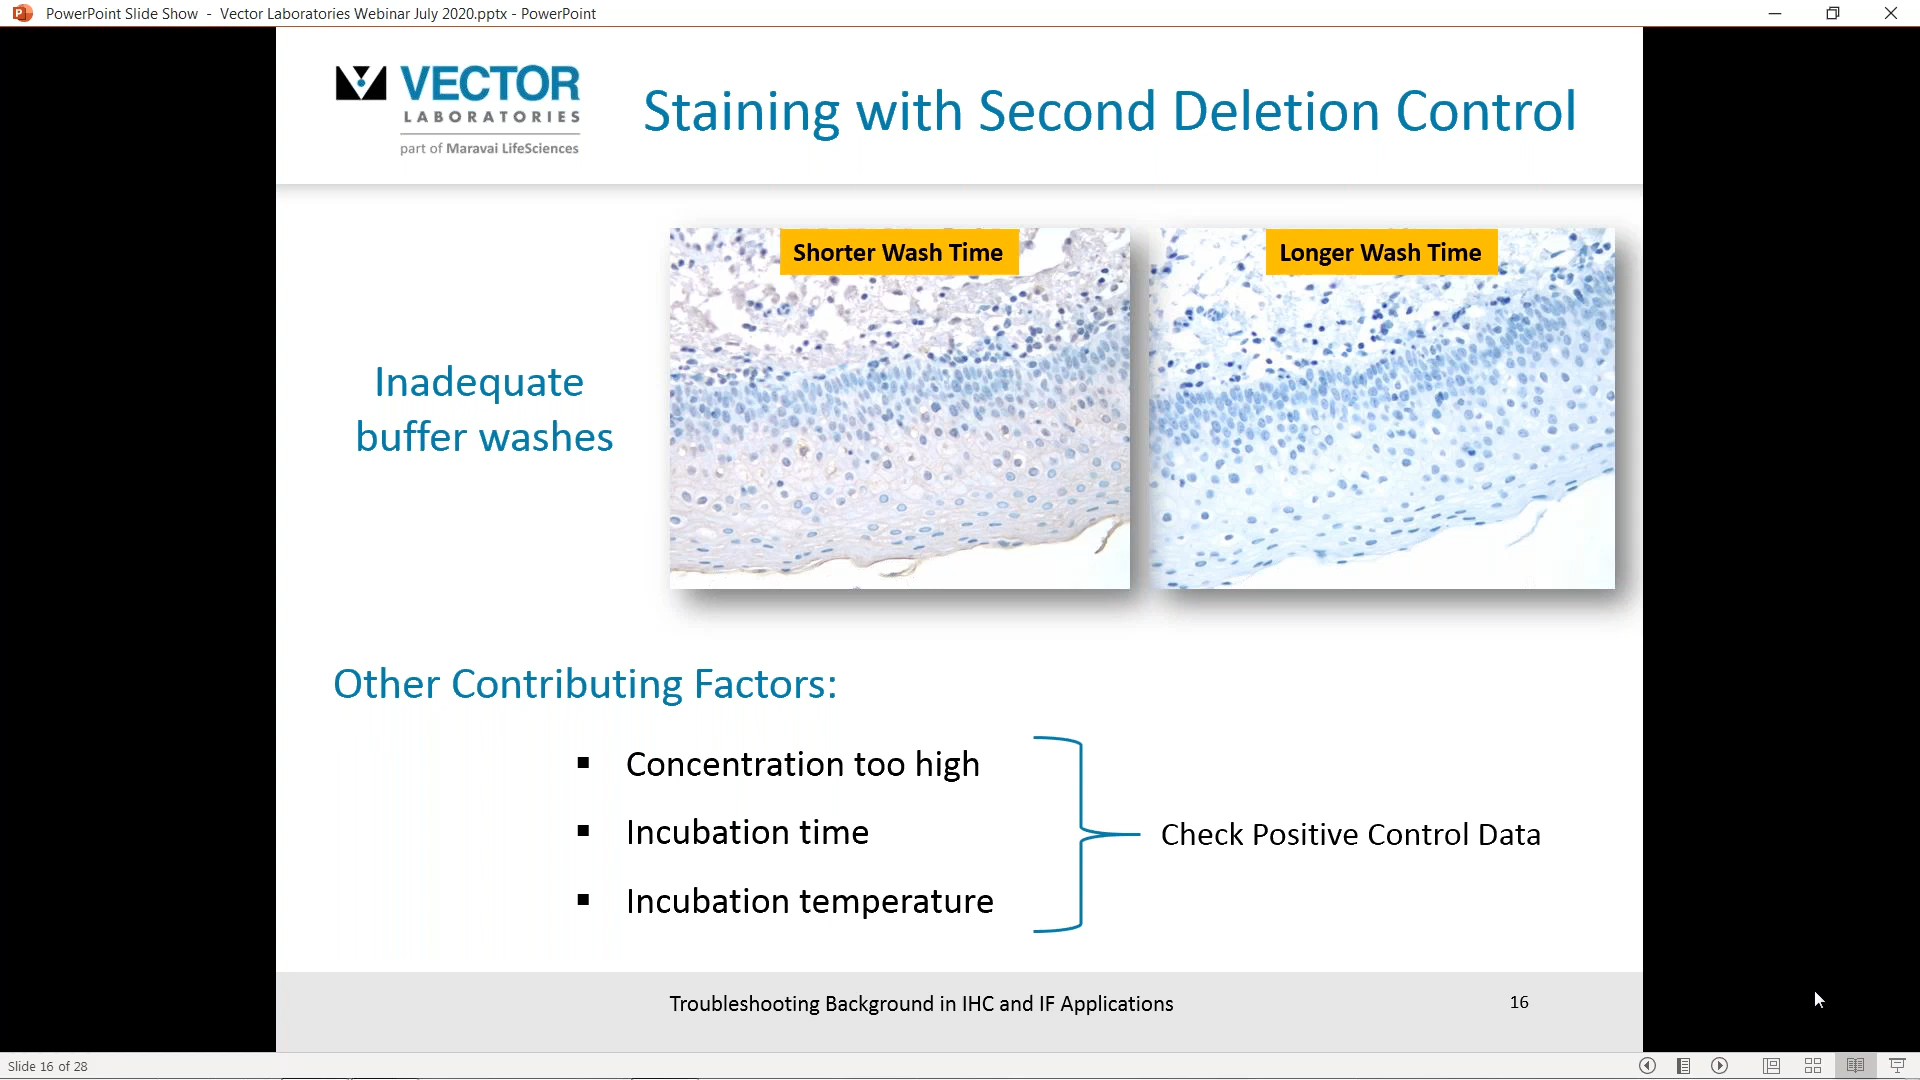 PowerPoint Slide Show - Vector Laboratories Webinar July 2020.pptx - PowerPoint
VECTOR
LABORATORIES
part of Maravai LifeSciences
Staining with Second Deletion Control
Shorter Wash Time
Longer Wash Time
Inadequate
buffer washes
Other Contributing Factors:
▪ Concentration too high
▪ Incubation time
▪ Incubation temperature
Check Positive Control Data
Troubleshooting Background in IHC and IF Applications
16
Slide 16 of 28